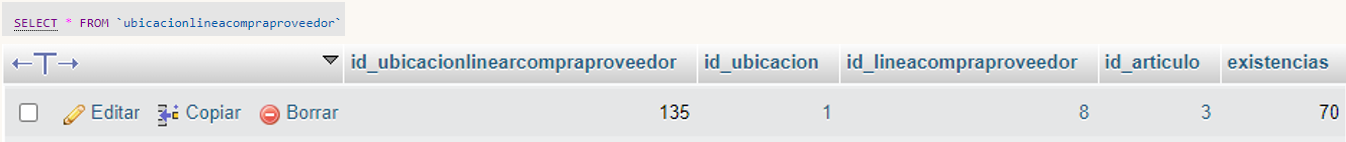 SELECT * FROM `ubicacionlineacompraproveedor`
id_ubicacionlinearcompraproveedor id_ubicacion id_lineacompraproveedor id_articulo existencias
Editar Copiar Borrar 135 1 8 3 70